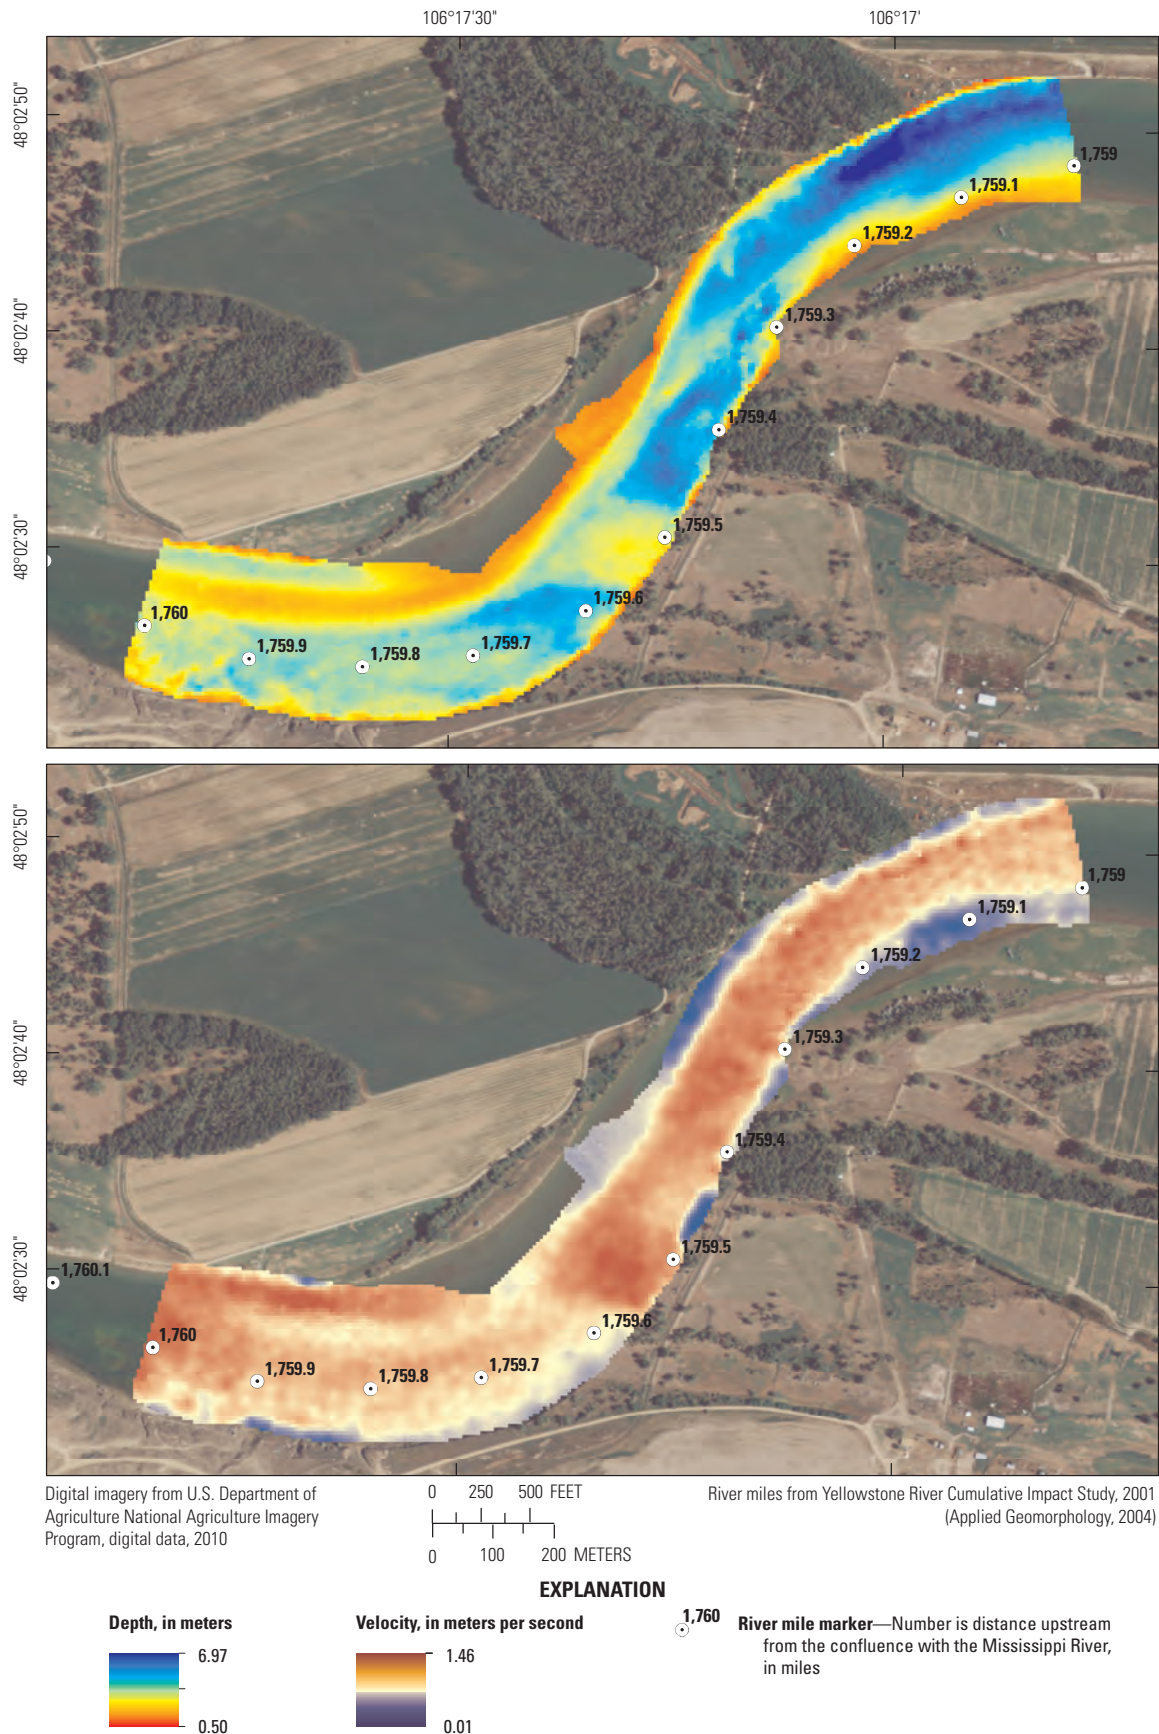 106°17'30"
106°17'
48°02'50"
1,759
1,759.1
1,759.2
48°02'40"
1,759.3
1,759.4
48°02'30"
1,759.5
1,759.6
1,760
1,759.9
1,759.8
1,759.7
48°02'50"
1,759
1,759.1
1,759.2
48°02'40"
1,759.3
1,759.4
48°02'30"
1,759.5
1,760.1
1,759.6
1,760
1,759.9
1,759.8
1,759.7
Digital imagery from U.S. Department of
Agriculture National Agriculture Imagery
Program, digital data, 2010
0 250 500 FEET
0 100 200 METERS
River miles from Yellowstone River Cumulative Impact Study, 2001
(Applied Geomorphology, 2004)
EXPLANATION
Depth, in meters
6.97
0.50
Velocity, in meters per second
1.46
0.01
1,760
River mile marker—Number is distance upstream
from the confluence with the Mississippi River,
in miles